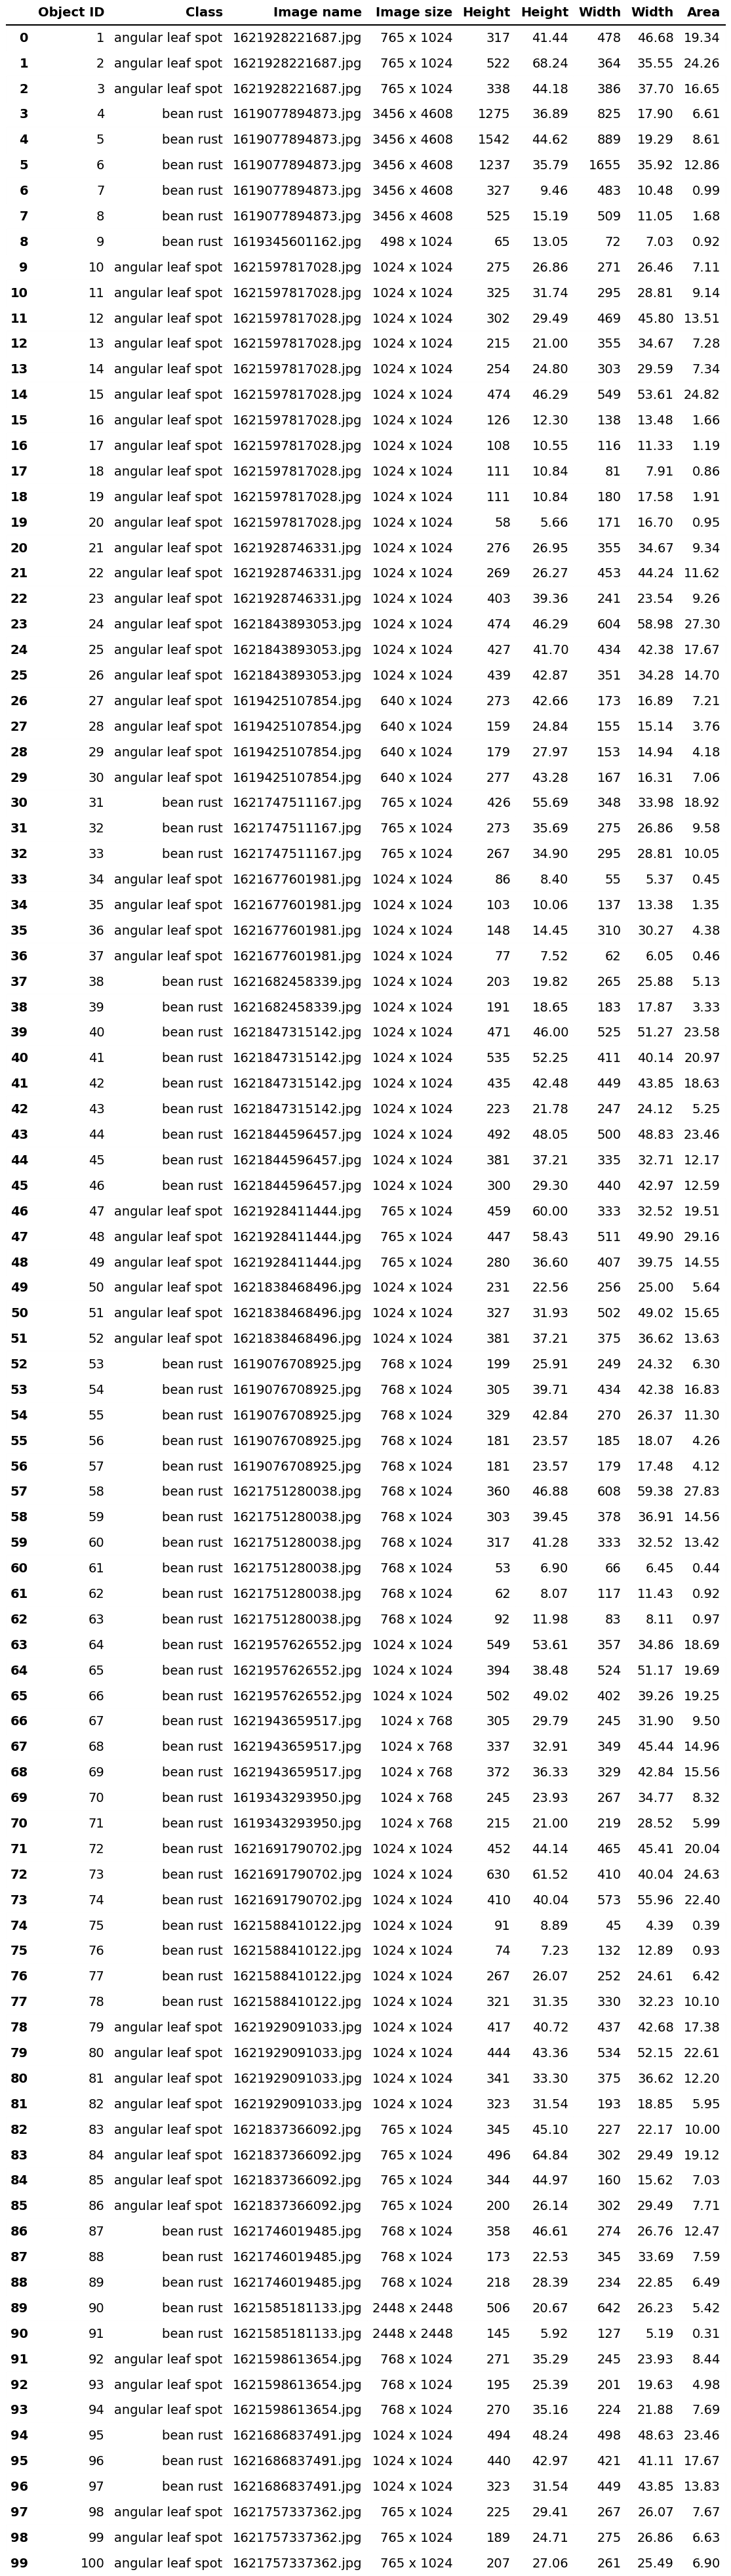 Object ID Class Image name Image size Height Height Width Width Area
0 1 angular leaf spot 1621928221687.jpg 765 x 1024 317 41.44 478 46.68 19.34
1 2 angular leaf spot 1621928221687.jpg 765 x 1024 522 68.24 364 35.55 24.26
2 3 angular leaf spot 1621928221687.jpg 765 x 1024 338 44.18 386 37.70 16.65
3 4 bean rust 1619077894873.jpg 3456 x 4608 1275 36.89 825 17.90 6.61
4 5 bean rust 1619077894873.jpg 3456 x 4608 1542 44.62 889 19.29 8.61
5 6 bean rust 1619077894873.jpg 3456 x 4608 1237 35.79 1655 35.92 12.86
6 7 bean rust 1619077894873.jpg 3456 x 4608 327 9.46 483 10.48 0.99
7 8 bean rust 1619077894873.jpg 3456 x 4608 525 15.19 509 11.05 1.68
8 9 bean rust 1619345601162.jpg 498 x 1024 65 13.05 72 7.03 0.92
9 10 angular leaf spot 1621597817028.jpg 1024 x 1024 275 26.86 271 26.46 7.11
10 11 angular leaf spot 1621597817028.jpg 1024 x 1024 325 31.74 295 28.81 9.14
11 12 angular leaf spot 1621597817028.jpg 1024 x 1024 302 29.49 469 45.80 13.51
12 13 angular leaf spot 1621597817028.jpg 1024 x 1024 215 21.00 355 34.67 7.28
13 14 angular leaf spot 1621597817028.jpg 1024 x 1024 254 24.80 303 29.59 7.34
14 15 angular leaf spot 1621597817028.jpg 1024 x 1024 474 46.29 549 53.61 24.82
15 16 angular leaf spot 1621597817028.jpg 1024 x 1024 126 12.30 138 13.48 1.66
16 17 angular leaf spot 1621597817028.jpg 1024 x 1024 108 10.55 116 11.33 1.19
17 18 angular leaf spot 1621597817028.jpg 1024 x 1024 111 10.84 81 7.91 0.86
18 19 angular leaf spot 1621597817028.jpg 1024 x 1024 111 10.84 180 17.58 1.91
19 20 angular leaf spot 1621597817028.jpg 1024 x 1024 58 5.66 171 16.70 0.95
20 21 angular leaf spot 1621928746331.jpg 1024 x 1024 276 26.95 355 34.67 9.34
21 22 angular leaf spot 1621928746331.jpg 1024 x 1024 269 26.27 453 44.24 11.62
22 23 angular leaf spot 1621928746331.jpg 1024 x 1024 403 39.36 241 23.54 9.26
23 24 angular leaf spot 1621843893053.jpg 1024 x 1024 474 46.29 604 58.98 27.30
24 25 angular leaf spot 1621843893053.jpg 1024 x 1024 427 41.70 434 42.38 17.67
25 26 angular leaf spot 1621843893053.jpg 1024 x 1024 439 42.87 351 34.28 14.70
26 27 angular leaf spot 1619425107854.jpg 640 x 1024 273 42.66 173 16.89 7.21
27 28 angular leaf spot 1619425107854.jpg 640 x 1024 159 24.84 155 15.14 3.76
28 29 angular leaf spot 1619425107854.jpg 640 x 1024 179 27.97 153 14.94 4.18
29 30 angular leaf spot 1619425107854.jpg 640 x 1024 277 43.28 167 16.31 7.06
30 31 bean rust 1621747511167.jpg 765 x 1024 426 55.69 348 33.98 18.92
31 32 bean rust 1621747511167.jpg 765 x 1024 273 35.69 275 26.86 9.58
32 33 bean rust 1621747511167.jpg 765 x 1024 267 34.90 295 28.81 10.05
33 34 angular leaf spot 1621677601981.jpg 1024 x 1024 86 8.40 55 5.37 0.45
34 35 angular leaf spot 1621677601981.jpg 1024 x 1024 103 10.06 137 13.38 1.35
35 36 angular leaf spot 1621677601981.jpg 1024 x 1024 148 14.45 310 30.27 4.38
36 37 angular leaf spot 1621677601981.jpg 1024 x 1024 77 7.52 62 6.05 0.46
37 38 bean rust 1621682458339.jpg 1024 x 1024 203 19.82 265 25.88 5.13
38 39 bean rust 1621682458339.jpg 1024 x 1024 191 18.65 183 17.87 3.33
39 40 bean rust 1621847315142.jpg 1024 x 1024 471 46.00 525 51.27 23.58
40 41 bean rust 1621847315142.jpg 1024 x 1024 535 52.25 411 40.14 20.97
41 42 bean rust 1621847315142.jpg 1024 x 1024 435 42.48 449 43.85 18.63
42 43 bean rust 1621847315142.jpg 1024 x 1024 223 21.78 247 24.12 5.25
43 44 bean rust 1621844596457.jpg 1024 x 1024 492 48.05 500 48.83 23.46
44 45 bean rust 1621844596457.jpg 1024 x 1024 381 37.21 335 32.71 12.17
45 46 bean rust 1621844596457.jpg 1024 x 1024 300 29.30 440 42.97 12.59
46 47 angular leaf spot 1621928411444.jpg 765 x 1024 459 60.00 333 32.52 19.51
47 48 angular leaf spot 1621928411444.jpg 765 x 1024 447 58.43 511 49.90 29.16
48 49 angular leaf spot 1621928411444.jpg 765 x 1024 280 36.60 407 39.75 14.55
49 50 angular leaf spot 1621838468496.jpg 1024 x 1024 231 22.56 256 25.00 5.64
50 51 angular leaf spot 1621838468496.jpg 1024 x 1024 327 31.93 502 49.02 15.65
51 52 angular leaf spot 1621838468496.jpg 1024 x 1024 381 37.21 375 36.62 13.63
52 53 bean rust 1619076708925.jpg 768 x 1024 199 25.91 249 24.32 6.30
53 54 bean rust 1619076708925.jpg 768 x 1024 305 39.71 434 42.38 16.83
54 55 bean rust 1619076708925.jpg 768 x 1024 329 42.84 270 26.37 11.30
55 56 bean rust 1619076708925.jpg 768 x 1024 181 23.57 185 18.07 4.26
56 57 bean rust 1619076708925.jpg 768 x 1024 181 23.57 179 17.48 4.12
57 58 bean rust 1621751280038.jpg 768 x 1024 360 46.88 608 59.38 27.83
58 59 bean rust 1621751280038.jpg 768 x 1024 303 39.45 378 36.91 14.56
59 60 bean rust 1621751280038.jpg 768 x 1024 317 41.28 333 32.52 13.42
60 61 bean rust 1621751280038.jpg 768 x 1024 53 6.90 66 6.45 0.44
61 62 bean rust 1621751280038.jpg 768 x 1024 62 8.07 117 11.43 0.92
62 63 bean rust 1621751280038.jpg 768 x 1024 92 11.98 83 8.11 0.97
63 64 bean rust 1621957626552.jpg 1024 x 1024 549 53.61 357 34.86 18.69
64 65 bean rust 1621957626552.jpg 1024 x 1024 394 38.48 524 51.17 19.69
65 66 bean rust 1621957626552.jpg 1024 x 1024 502 49.02 402 39.26 19.25
66 67 bean rust 1621943659517.jpg 1024 x 768 305 29.79 245 31.90 9.50
67 68 bean rust 1621943659517.jpg 1024 x 768 337 32.91 349 45.44 14.96
68 69 bean rust 1621943659517.jpg 1024 x 768 372 36.33 329 42.84 15.56
69 70 bean rust 1619343293950.jpg 1024 x 768 245 23.93 267 34.77 8.32
70 71 bean rust 1619343293950.jpg 1024 x 768 215 21.00 219 28.52 5.99
71 72 bean rust 1621691790702.jpg 1024 x 1024 452 44.14 465 45.41 20.04
72 73 bean rust 1621691790702.jpg 1024 x 1024 630 61.52 410 40.04 24.63
73 74 bean rust 1621691790702.jpg 1024 x 1024 410 40.04 573 55.96 22.40
74 75 bean rust 1621588410122.jpg 1024 x 1024 91 8.89 45 4.39 0.39
75 76 bean rust 1621588410122.jpg 1024 x 1024 74 7.23 132 12.89 0.93
76 77 bean rust 1621588410122.jpg 1024 x 1024 267 26.07 252 24.61 6.42
77 78 bean rust 1621588410122.jpg 1024 x 1024 321 31.35 330 32.23 10.10
78 79 angular leaf spot 1621929091033.jpg 1024 x 1024 417 40.72 437 42.68 17.38
79 80 angular leaf spot 1621929091033.jpg 1024 x 1024 444 43.36 534 52.15 22.61
80 81 angular leaf spot 1621929091033.jpg 1024 x 1024 341 33.30 375 36.62 12.20
81 82 angular leaf spot 1621929091033.jpg 1024 x 1024 323 31.54 193 18.85 5.95
82 83 angular leaf spot 1621837366092.jpg 765 x 1024 345 45.10 227 22.17 10.00
83 84 angular leaf spot 1621837366092.jpg 765 x 1024 496 64.84 302 29.49 19.12
84 85 angular leaf spot 1621837366092.jpg 765 x 1024 344 44.97 160 15.62 7.03
85 86 angular leaf spot 1621837366092.jpg 765 x 1024 200 26.14 302 29.49 7.71
86 87 bean rust 1621746019485.jpg 768 x 1024 358 46.61 274 26.76 12.47
87 88 bean rust 1621746019485.jpg 768 x 1024 173 22.53 345 33.69 7.59
88 89 bean rust 1621746019485.jpg 768 x 1024 218 28.39 234 22.85 6.49
89 90 bean rust 1621585181133.jpg 2448 x 2448 506 20.67 642 26.23 5.42
90 91 bean rust 1621585181133.jpg 2448 x 2448 145 5.92 127 5.19 0.31
91 92 angular leaf spot 1621598613654.jpg 768 x 1024 271 35.29 245 23.93 8.44
92 93 angular leaf spot 1621598613654.jpg 768 x 1024 195 25.39 201 19.63 4.98
93 94 angular leaf spot 1621598613654.jpg 768 x 1024 270 35.16 224 21.88 7.69
94 95 bean rust 1621686837491.jpg 1024 x 1024 494 48.24 498 48.63 23.46
95 96 bean rust 1621686837491.jpg 1024 x 1024 440 42.97 421 41.11 17.67
96 97 bean rust 1621686837491.jpg 1024 x 1024 323 31.54 449 43.85 13.83
97 98 angular leaf spot 1621757337362.jpg 765 x 1024 225 29.41 267 26.07 7.67
98 99 angular leaf spot 1621757337362.jpg 765 x 1024 189 24.71 275 26.86 6.63
99 100 angular leaf spot 1621757337362.jpg 765 x 1024 207 27.06 261 25.49 6.90